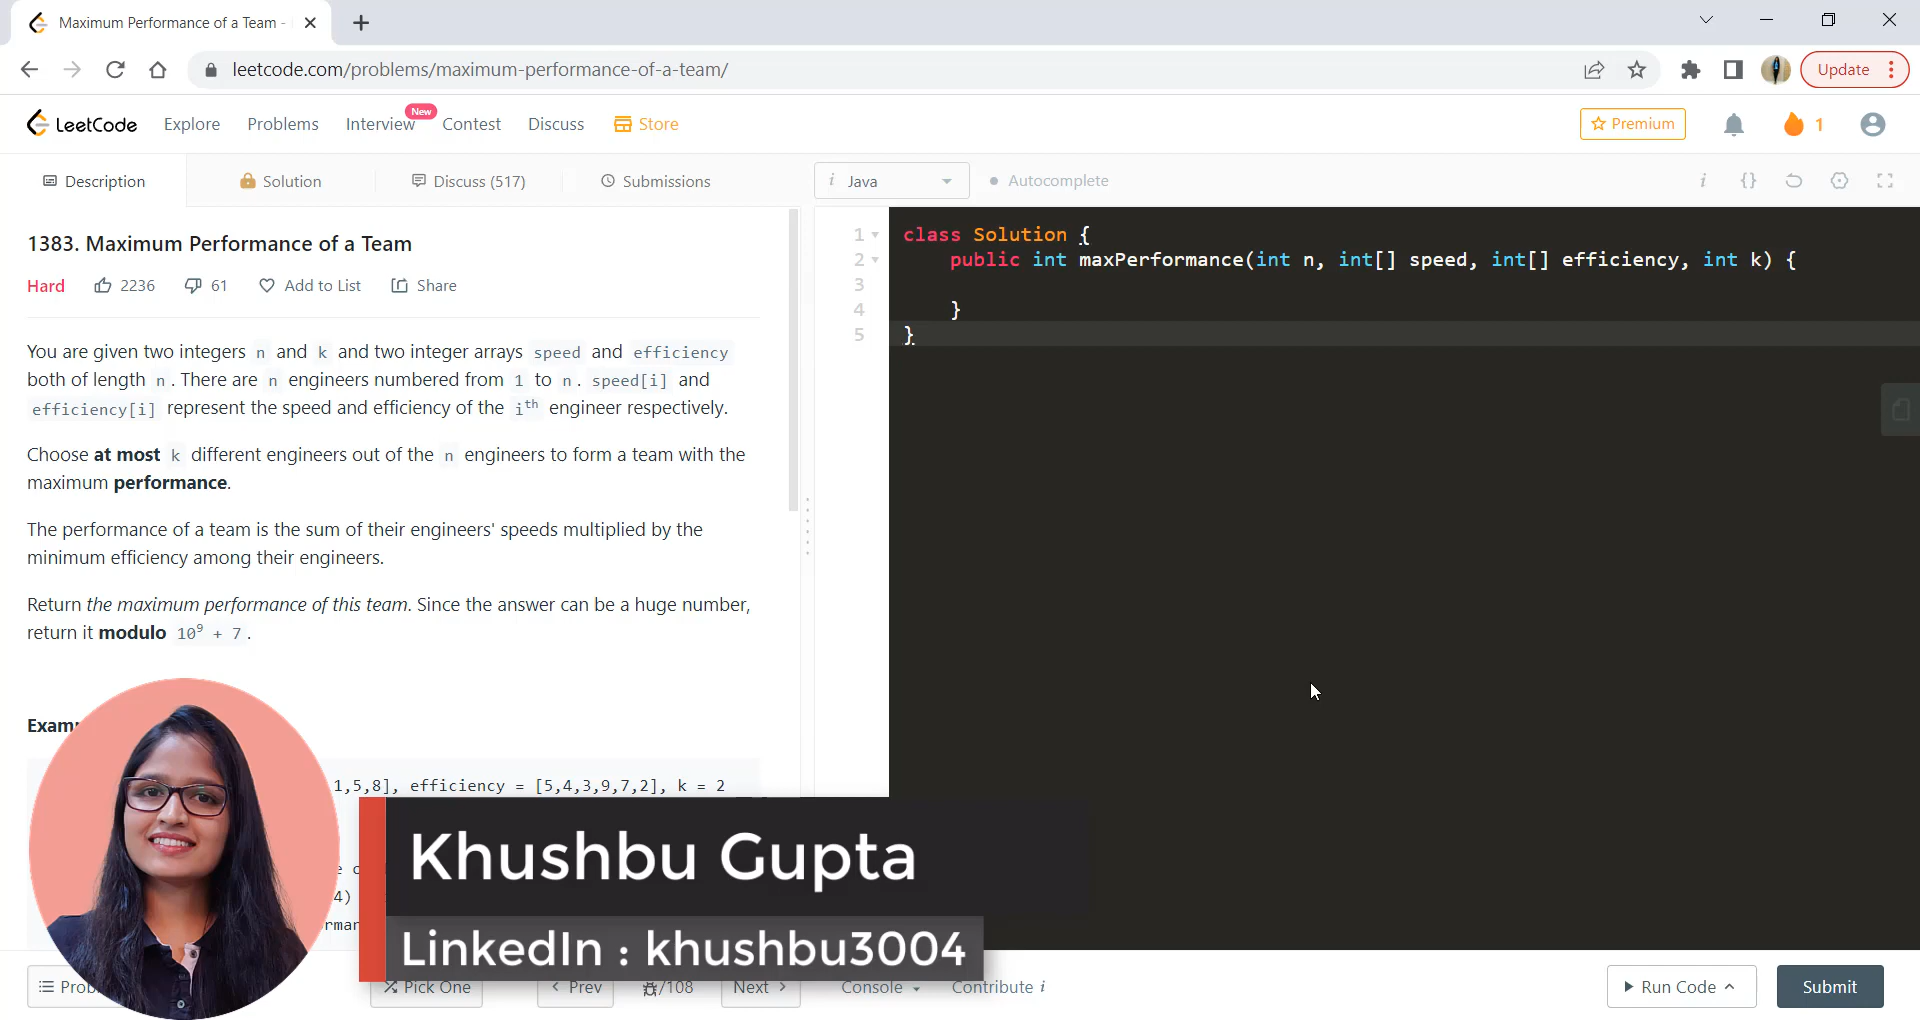 Maximum Performance of a Team -
leetcode.com/problems/maximum-performance-of-a-team/
Update
LeetCode Explore Problems Interview New Contest Discuss Store
Premium 1
Description Solution Discuss (517) Submissions
i Java Autocomplete i {}
1383. Maximum Performance of a Team
Hard 2236 61 Add to List Share
You are given two integers n and k and two integer arrays speed and efficiency
both of length n. There are n engineers numbered from 1 to n. speed[i] and
efficiency[i] represent the speed and efficiency of the ith engineer respectively.
Choose at most k different engineers out of the n engineers to form a team with the
maximum performance.
The performance of a team is the sum of their engineers' speeds multiplied by the
minimum efficiency among their engineers.
Return the maximum performance of this team. Since the answer can be a huge number,
return it modulo 10⁹ + 7.
1,5,8], efficiency = [5,4,3,9,7,2], k = 2
4)
1 class Solution {
2 public int maxPerformance(int n, int[] speed, int[] efficiency, int k) {
3
4 }
5 }
Khushbu Gupta
LinkedIn : khushbu3004
Pick One Prev /108 Next Console Contribute i
Run Code Submit